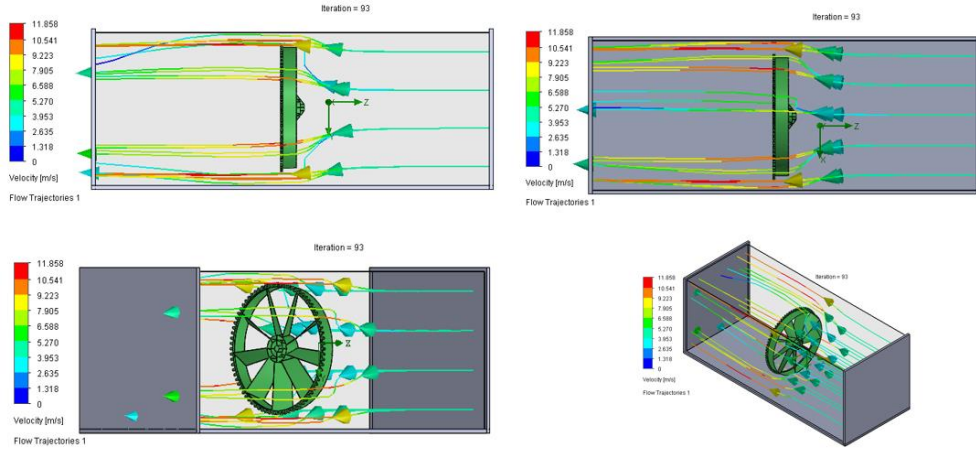 Iteration = 93
11.858
10.541
9.223
7.905
6.588
5.270
3.953
2.635
1.318
0
Velocity [m/s]
Flow Trajectories 1
Z
Iteration = 93
11.858
10.541
9.223
7.905
6.588
5.270
3.953
2.635
1.318
0
Velocity [m/s]
Flow Trajectories 1
Z
X
Iteration = 93
11.858
10.541
9.223
7.905
6.588
5.270
3.953
2.635
1.318
0
Velocity [m/s]
Flow Trajectories 1
Z
Iteration = 93
11.858
10.541
9.223
7.905
6.588
5.270
3.953
2.635
1.318
0
Velocity [m/s]
Flow Trajectories 1